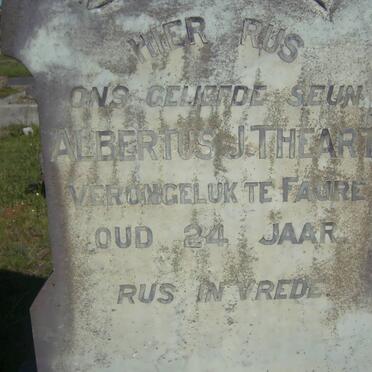 HIER RUS
ONS GELIEFDE SEUN
ALBERTUS J. THEART
VERONGELUK TE FAURE
OUD 24 JAAR.
RUS IN VREDE